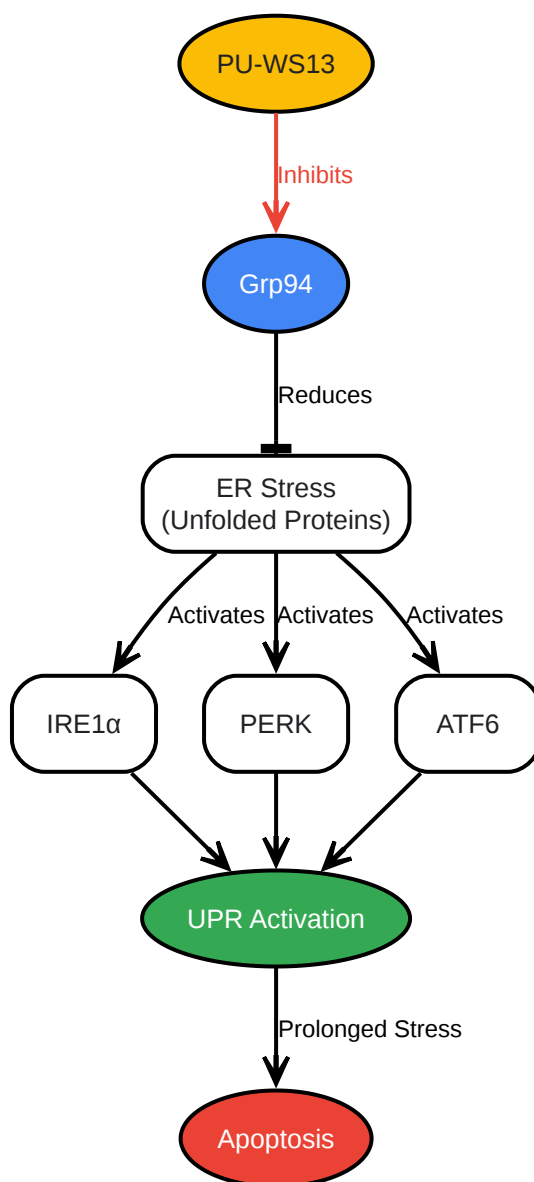 PU-WS13
Inhibits
Grp94
Reduces
ER Stress
(Unfolded Proteins)
Activates
Activates
Activates
IRE1α
PERK
ATF6
UPR Activation
Prolonged Stress
Apoptosis